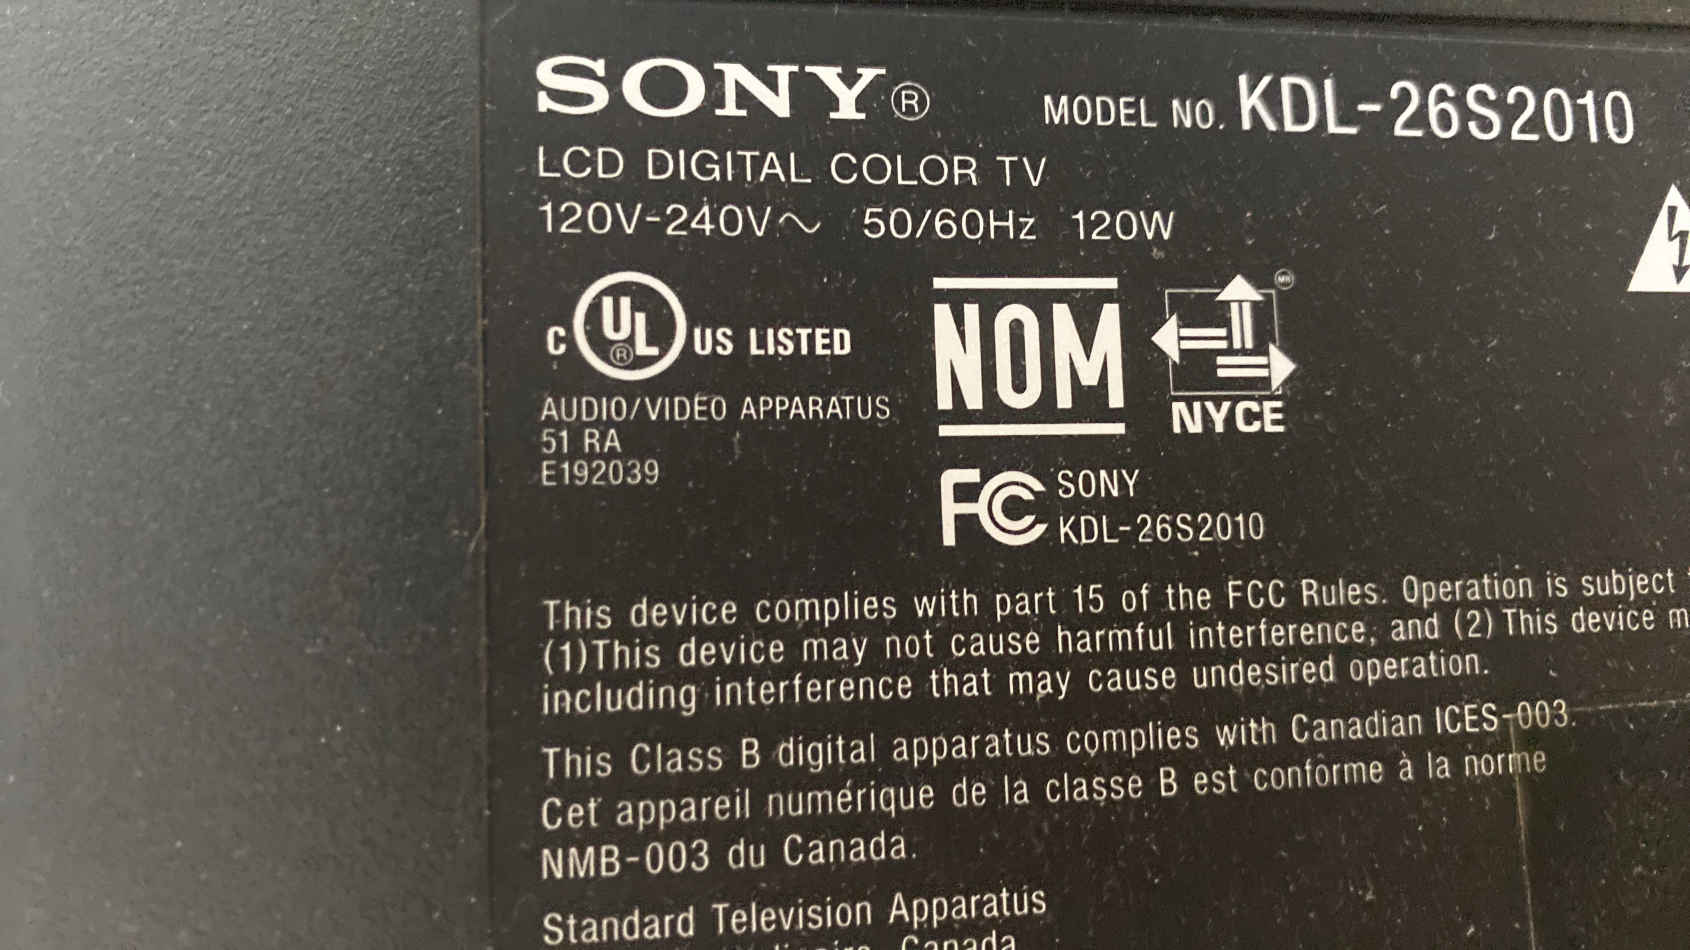 SONY®
MODEL NO. KDL-26S2010
LCD DIGITAL COLOR TV
120V-240V~ 50/60Hz 120W
C UL® US LISTED
AUDIO/VIDEO APPARATUS
51 RA
E192039
NOM
MR
NYCE
FC SONY
KDL-26S2010
This device complies with part 15 of the FCC Rules. Operation is subject
(1)This device may not cause harmful interference, and (2) This device
including interference that may cause undesired operation.
This Class B digital apparatus complies with Canadian ICES-003.
Cet appareil numérique de la classe B est conforme à la norme
NMB-003 du Canada.
Standard Television Apparatus
Canada